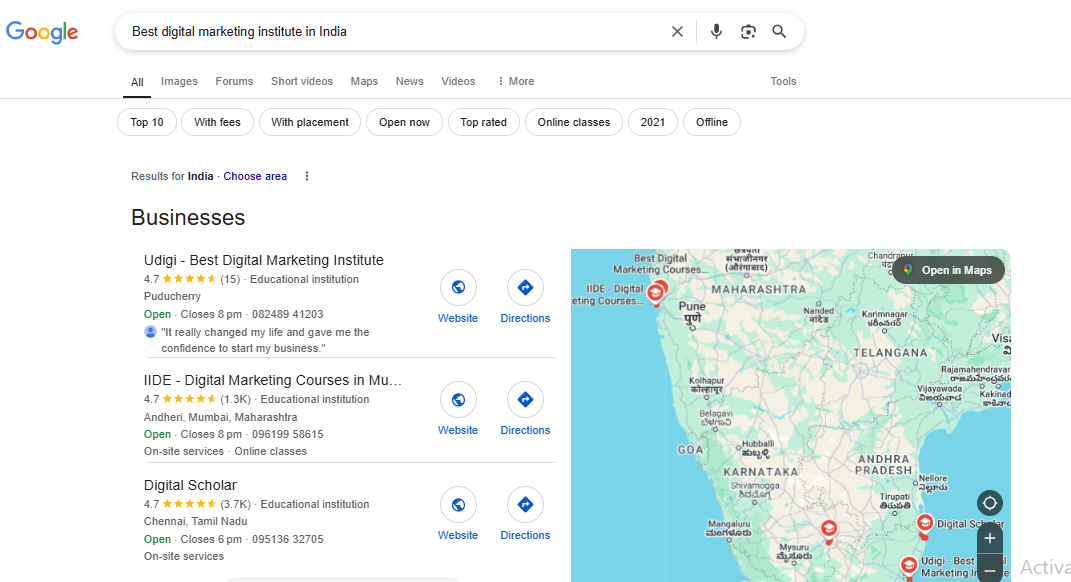 Google
Best digital marketing institute in India
All
Images
Forums
Short videos
Maps
News
Videos
More
Tools
Top 10
With fees
With placement
Open now
Top rated
Online classes
2021
Offline
Results for India · Choose area
Businesses
Udigi - Best Digital Marketing Institute
4.7 (15) · Educational institution
Puducherry
Open · Closes 8 pm · 082489 41203
"It really changed my life and gave me the
confidence to start my business."
Website
Directions
IIDE - Digital Marketing Courses in Mu…
4.7 (1.3K) · Educational institution
Andheri, Mumbai, Maharashtra
Open · Closes 8 pm · 096199 58615
On-site services · Online classes
Website
Directions
Digital Scholar
4.7 (3.7K) · Educational institution
Chennai, Tamil Nadu
Open · Closes 6 pm · 095136 32705
On-site services
Website
Directions
Open in Maps
Best Digital
Marketing Courses...
(औरंगाबाद)
Chandrapur
IIDE - Digital
eting Courses...
MAHARASHTRA
Pune
पुणे
Nanded
नांदेड
Karimnagar
కరీంనగర్
TELANGANA
Visa
Rajamahendravar
Vijayawada
విజయవాడ
Kakinad
Kolhapur
कोल्हापूर
Belagavi
ಬೆಳಗಾವಿ
GOA
Hubballi
ಹುಬ್ಬಳ್ಳಿ
KARNATAKA
ANDHRA
PRADESH
Shivamogga
ಶಿವಮೊಗ್ಗ
Nellore
నెల్లూరు
Tirupati
తిరుపతి
Mangaluru
ಮಂಗಳೂರು
Mysuru
ಮೈಸೂರು
Digital Scholar
Udigi - Best
Marketing In
Activa